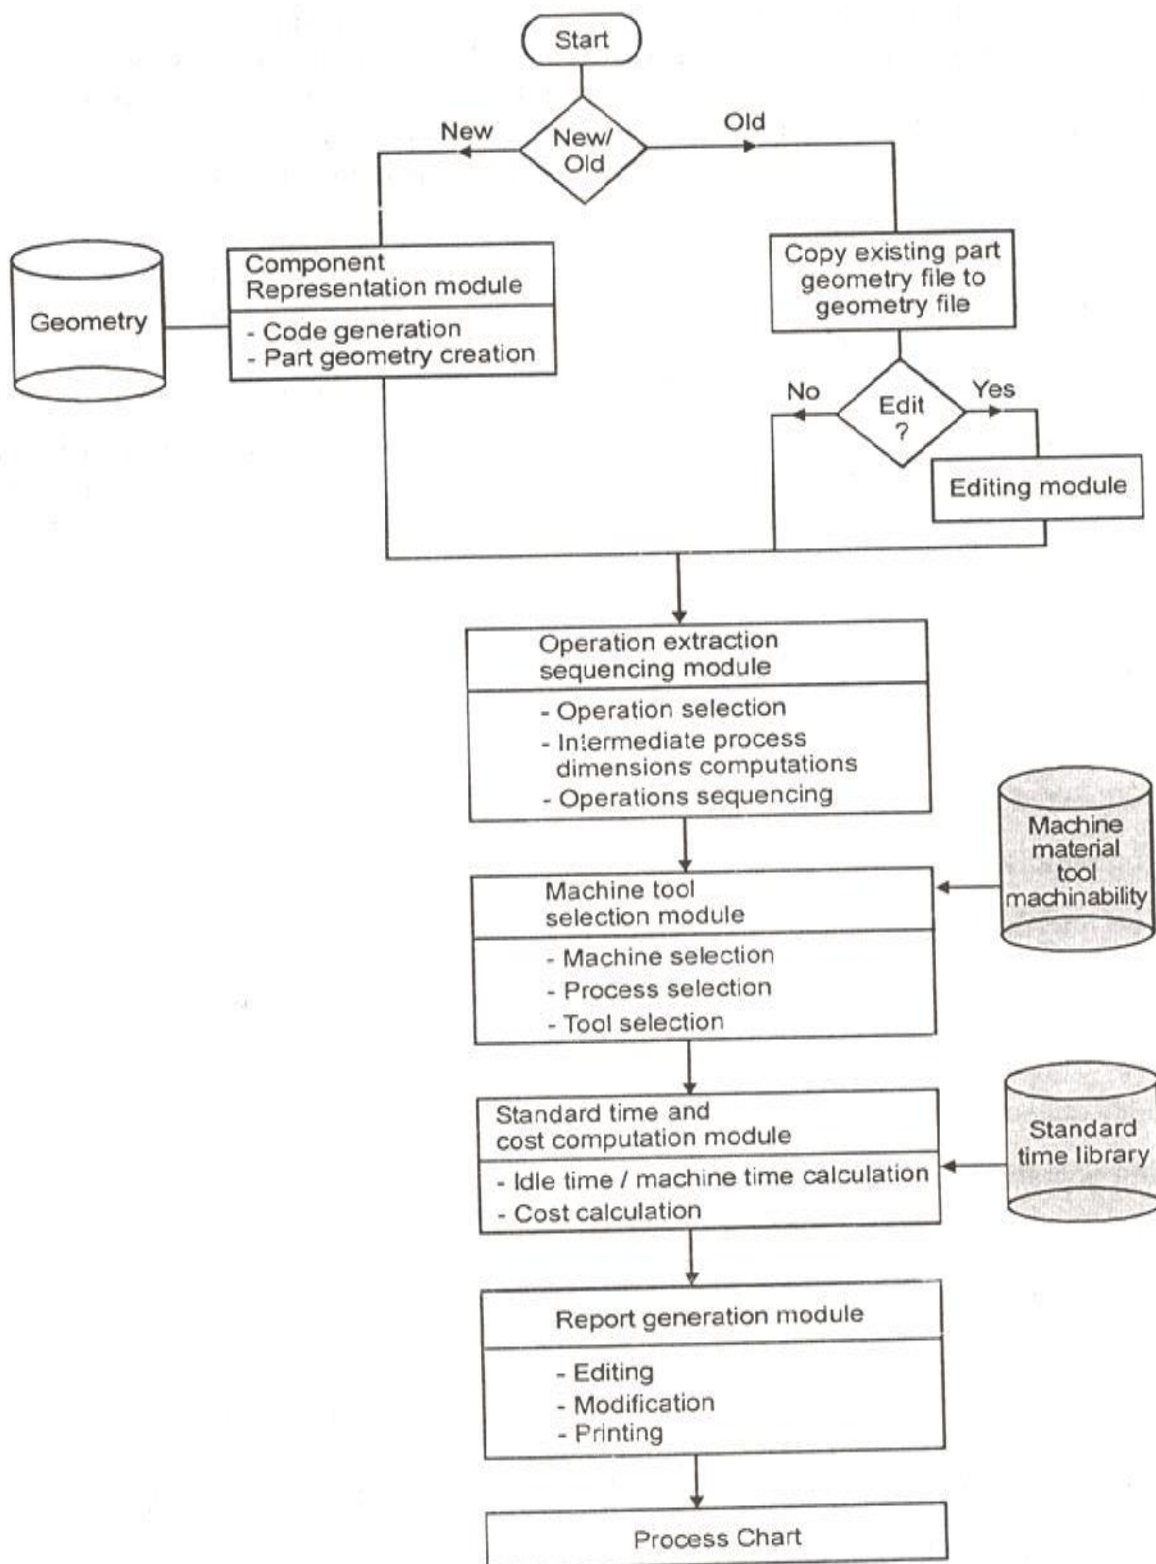 Start
New/
Old
New
Old
Geometry
Component
Representation module
- Code generation
- Part geometry creation
Copy existing part
geometry file to
geometry file
Edit
?
No
Yes
Editing module
Operation extraction
sequencing module
- Operation selection
- Intermediate process
dimensions computations
- Operations sequencing
Machine
material
tool
machinability
Machine tool
selection module
- Machine selection
- Process selection
- Tool selection
Standard time and
cost computation module
- Idle time / machine time calculation
- Cost calculation
Standard
time library
Report generation module
- Editing
- Modification
- Printing
Process Chart